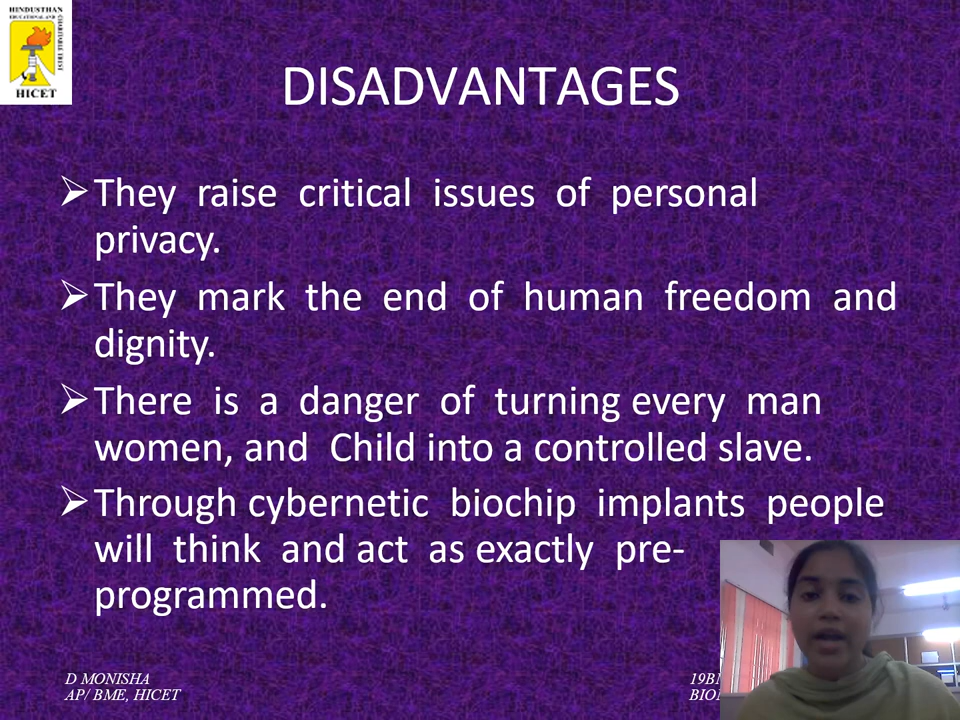 HINDUSTHAN
EDUCATIONAL AND
CHARITABLE TRUST
HICET
DISADVANTAGES
They raise critical issues of personal
privacy.
They mark the end of human freedom and
dignity.
There is a danger of turning every man
women, and Child into a controlled slave.
Through cybernetic biochip implants people
will think and act as exactly pre-
programmed.
D MONISHA
AP/ BME, HICET